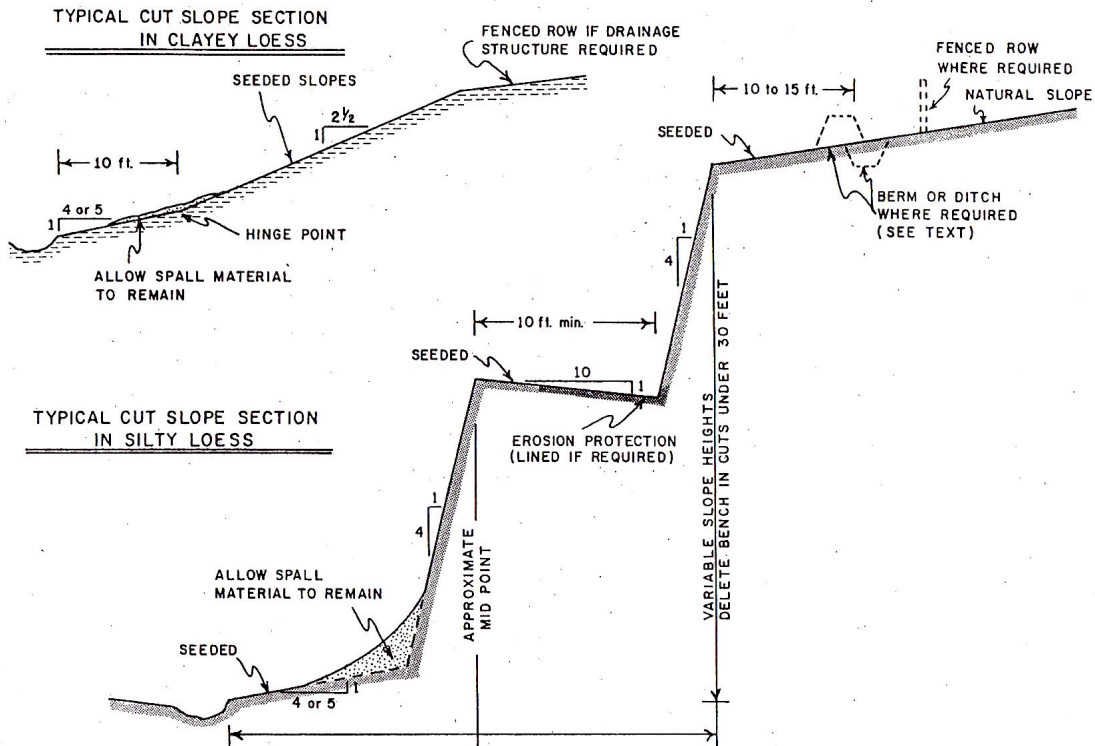 TYPICAL CUT SLOPE SECTION
IN CLAYEY LOESS
FENCED ROW IF DRAINAGE
STRUCTURE REQUIRED
SEEDED SLOPES
2 1/2
1
10 ft.
4 or 5
1
HINGE POINT
ALLOW SPALL MATERIAL
TO REMAIN
FENCED ROW
WHERE REQUIRED
10 to 15 ft.
NATURAL SLOPE
SEEDED
BERM OR DITCH
WHERE REQUIRED
(SEE TEXT)
1
4
10 ft. min.
SEEDED
10
1
EROSION PROTECTION
(LINED IF REQUIRED)
TYPICAL CUT SLOPE SECTION
IN SILTY LOESS
1
4
ALLOW SPALL
MATERIAL TO REMAIN
SEEDED
4 or 5
1
APPROXIMATE
MID POINT
VARIABLE SLOPE HEIGHTS
DELETE BENCH IN CUTS UNDER 30 FEET